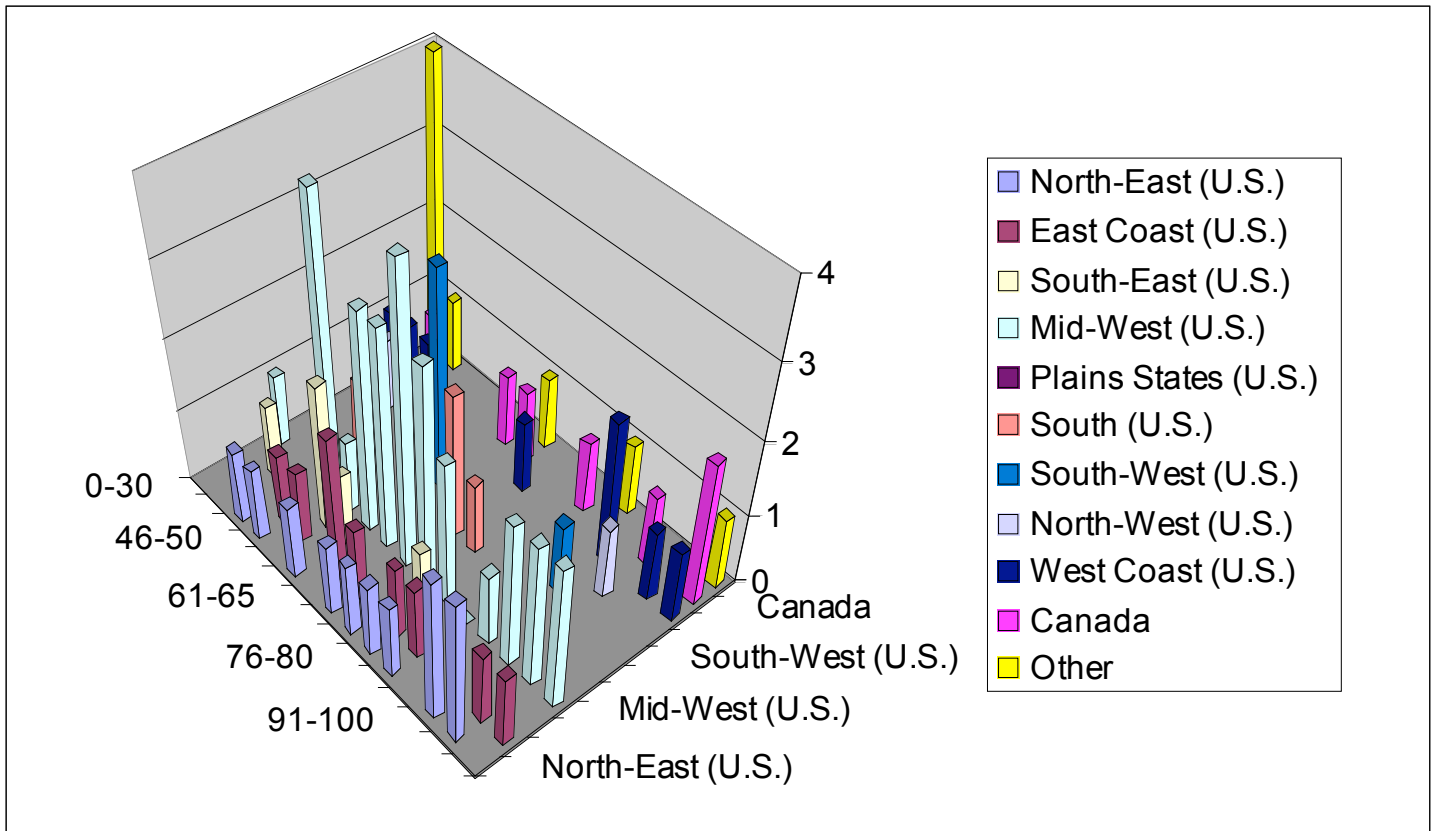 0-30
46-50
61-65
76-80
91-100
North-East (U.S.)
Mid-West (U.S.)
South-West (U.S.)
Canada
0
1
2
3
4
North-East (U.S.)
East Coast (U.S.)
South-East (U.S.)
Mid-West (U.S.)
Plains States (U.S.)
South (U.S.)
South-West (U.S.)
North-West (U.S.)
West Coast (U.S.)
Canada
Other